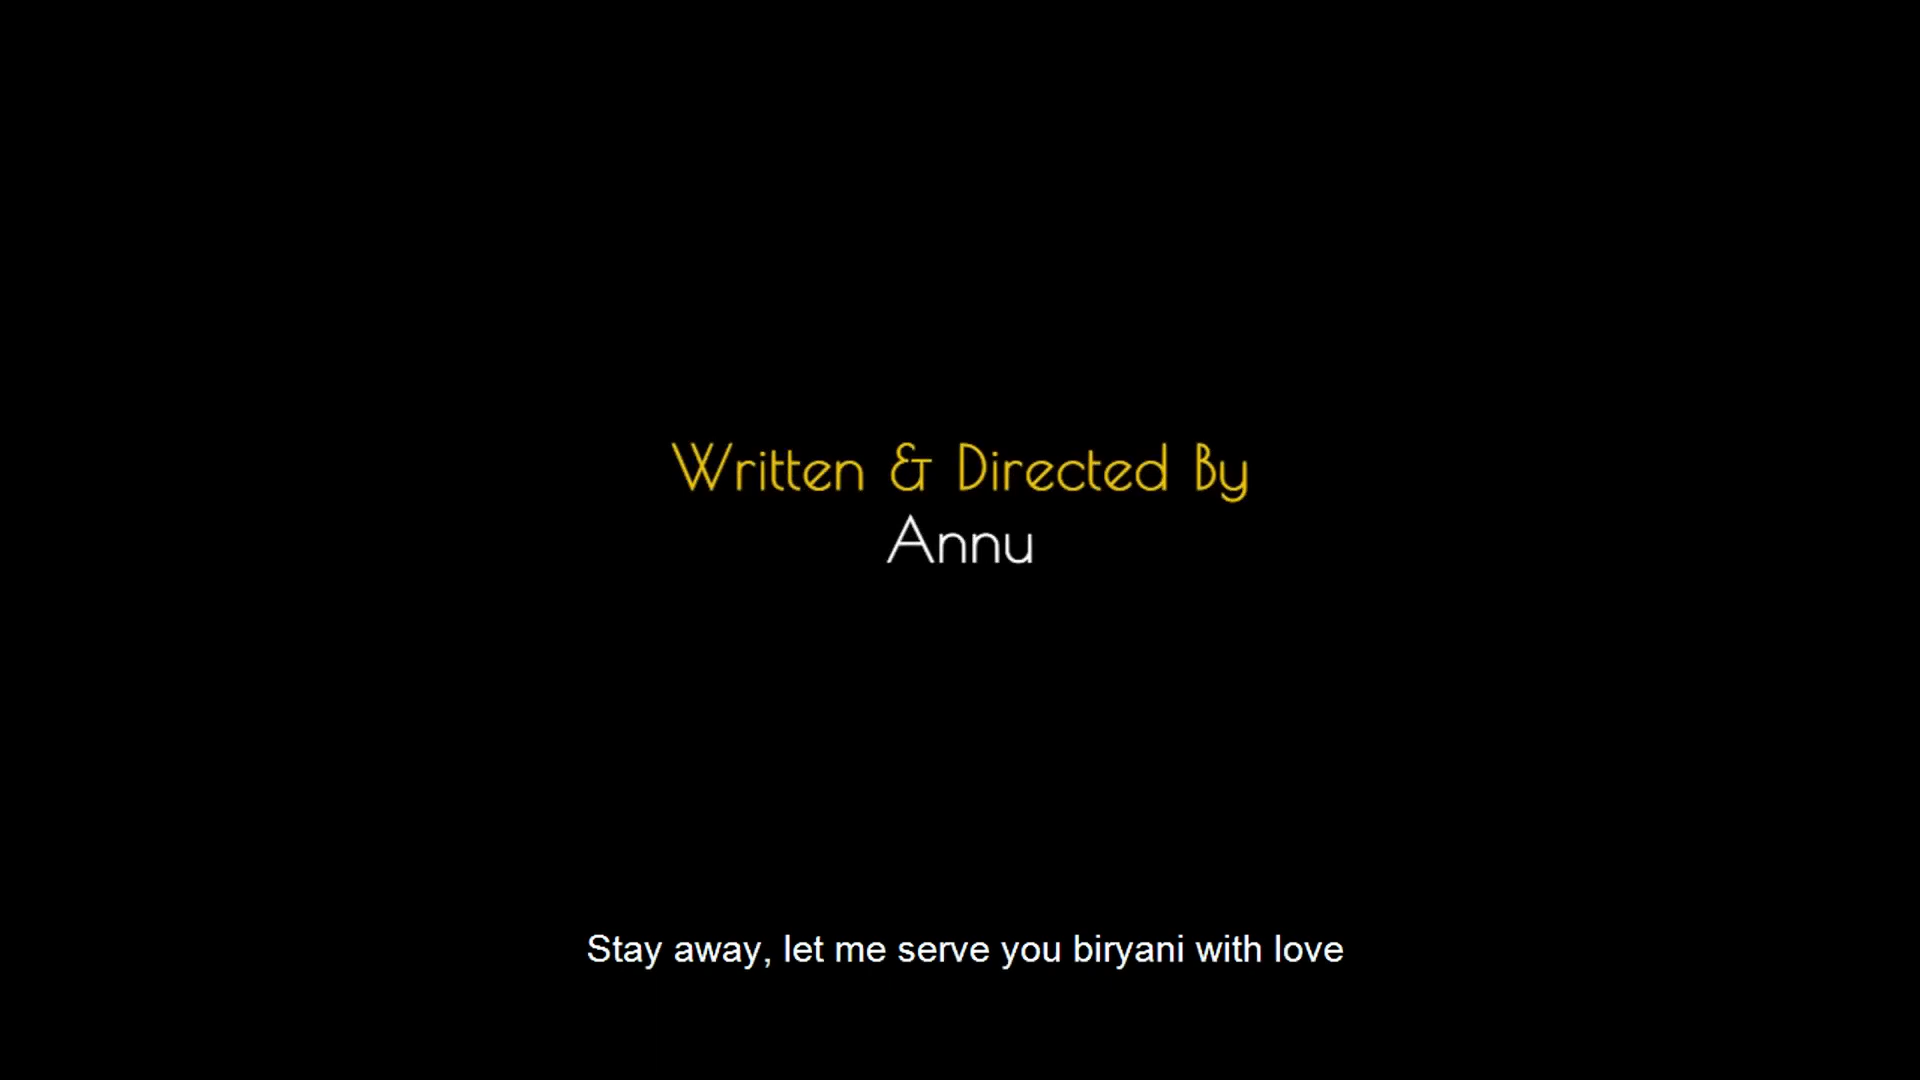 Written & Directed By
Annu
Stay away, let me serve you biryani with love